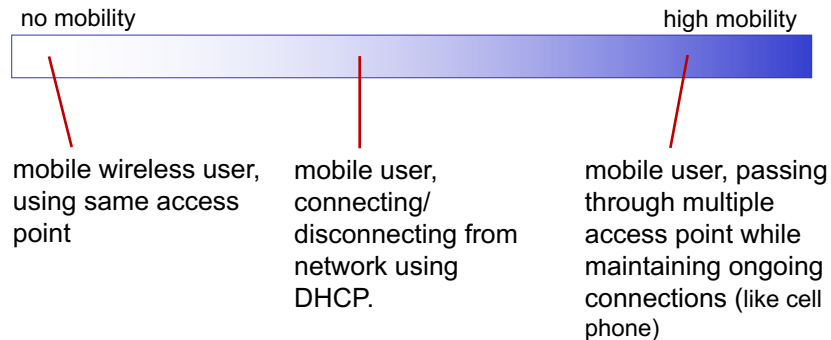 no mobility
high mobility
mobile wireless user,
using same access
point
mobile user,
connecting/
disconnecting from
network using
DHCP.
mobile user, passing
through multiple
access point while
maintaining ongoing
connections (like cell
phone)